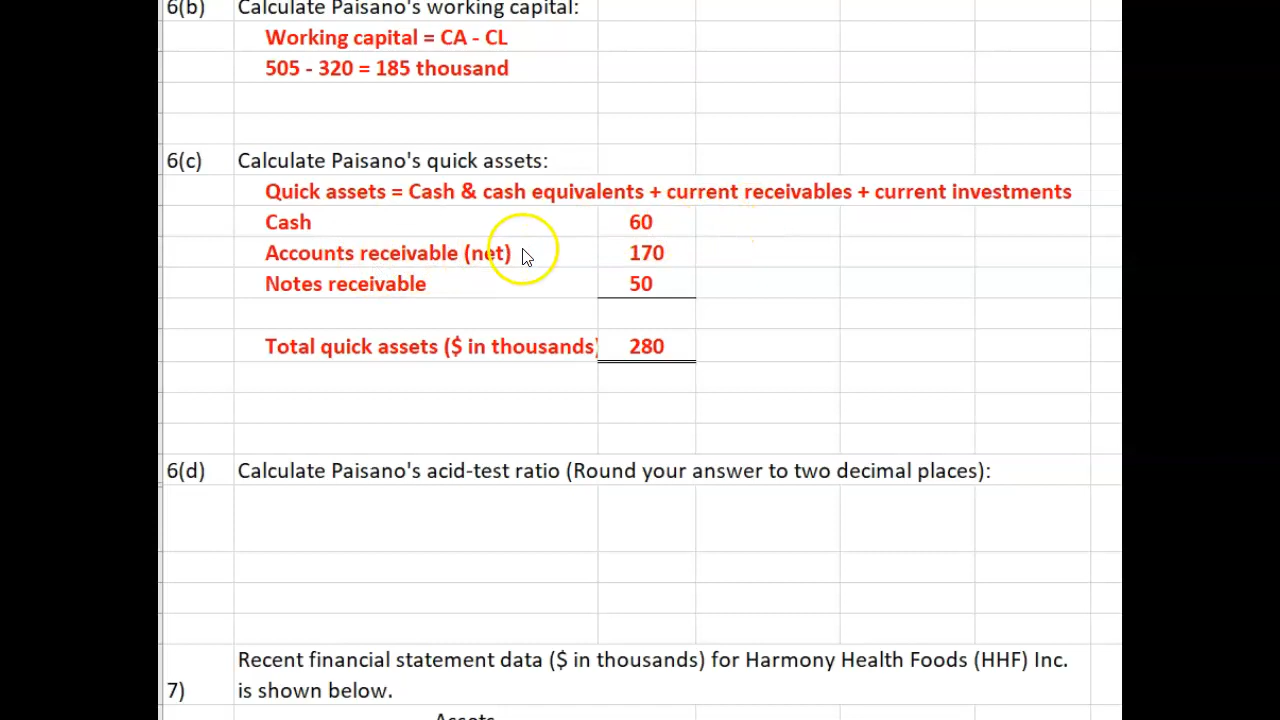 6(b) Calculate Paisano's working capital:
Working capital = CA - CL
505 - 320 = 185 thousand
6(c) Calculate Paisano's quick assets:
Quick assets = Cash & cash equivalents + current receivables + current investments
Cash 60
Accounts receivable (net) 170
Notes receivable 50
Total quick assets ($ in thousands) 280
6(d) Calculate Paisano's acid-test ratio (Round your answer to two decimal places):
Recent financial statement data ($ in thousands) for Harmony Health Foods (HHF) Inc.
7) is shown below.
Assets